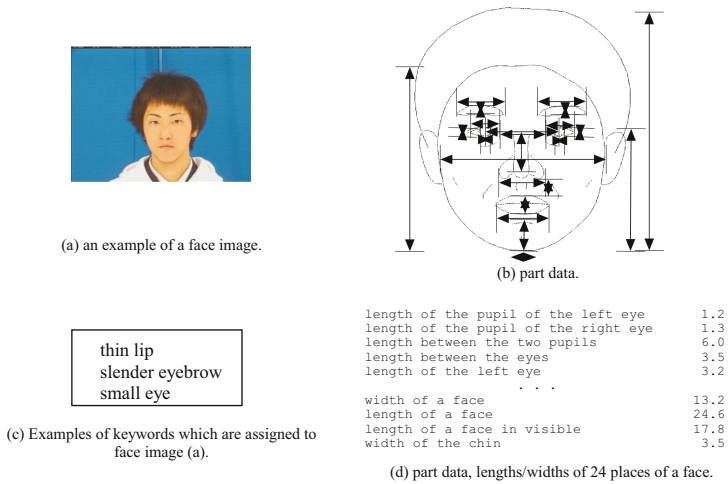 (a) an example of a face image.
(b) part data.
thin lip
slender eyebrow
small eye
(c) Examples of keywords which are assigned to
face image (a).
length of the pupil of the left eye 1.2
length of the pupil of the right eye 1.3
length between the two pupils 6.0
length between the eyes 3.5
length of the left eye 3.2
. . .
width of a face 13.2
length of a face 24.6
length of a face in visible 17.8
width of the chin 3.5
(d) part data, lengths/widths of 24 places of a face.